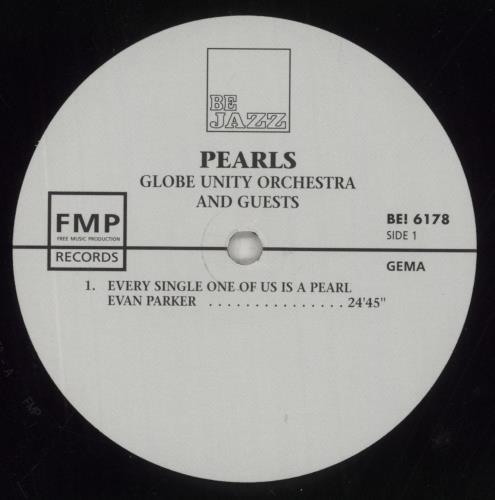 BE
JAZZ
PEARLS
GLOBE UNITY ORCHESTRA
AND GUESTS
FMP
FREE MUSIC PRODUCTION
RECORDS
BE! 6178
SIDE 1
GEMA
1. EVERY SINGLE ONE OF US IS A PEARL
EVAN PARKER ............... 24'45"
FMP